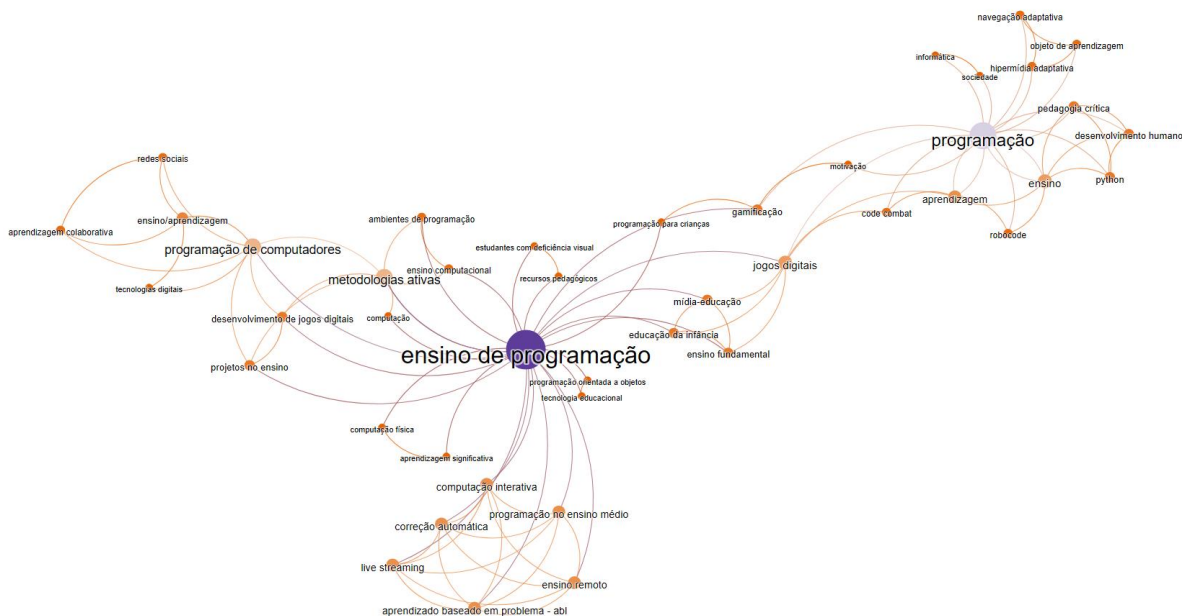 navegação adaptativa
objeto de aprendizagem
informática
hipermídia adaptativa
sociedade
pedagogia crítica
desenvolvimento humano
programação
redes sociais
motivação
python
ensino
aprendizagem
gamificação
code combat
ensino/aprendizagem
ambientes de programação
programação para crianças
aprendizagem colaborativa
robocode
programação de computadores
estudantes com deficiência visual
jogos digitais
ensino computacional
recursos pedagógicos
metodologias ativas
tecnologias digitais
mídia-educação
desenvolvimento de jogos digitais
computação
educação da infância
ensino de programação
ensino fundamental
projetos no ensino
programação orientada a objetos
tecnologia educacional
computação física
aprendizagem significativa
computação interativa
programação no ensino médio
correção automática
live streaming
ensino remoto
aprendizado baseado em problema - abl